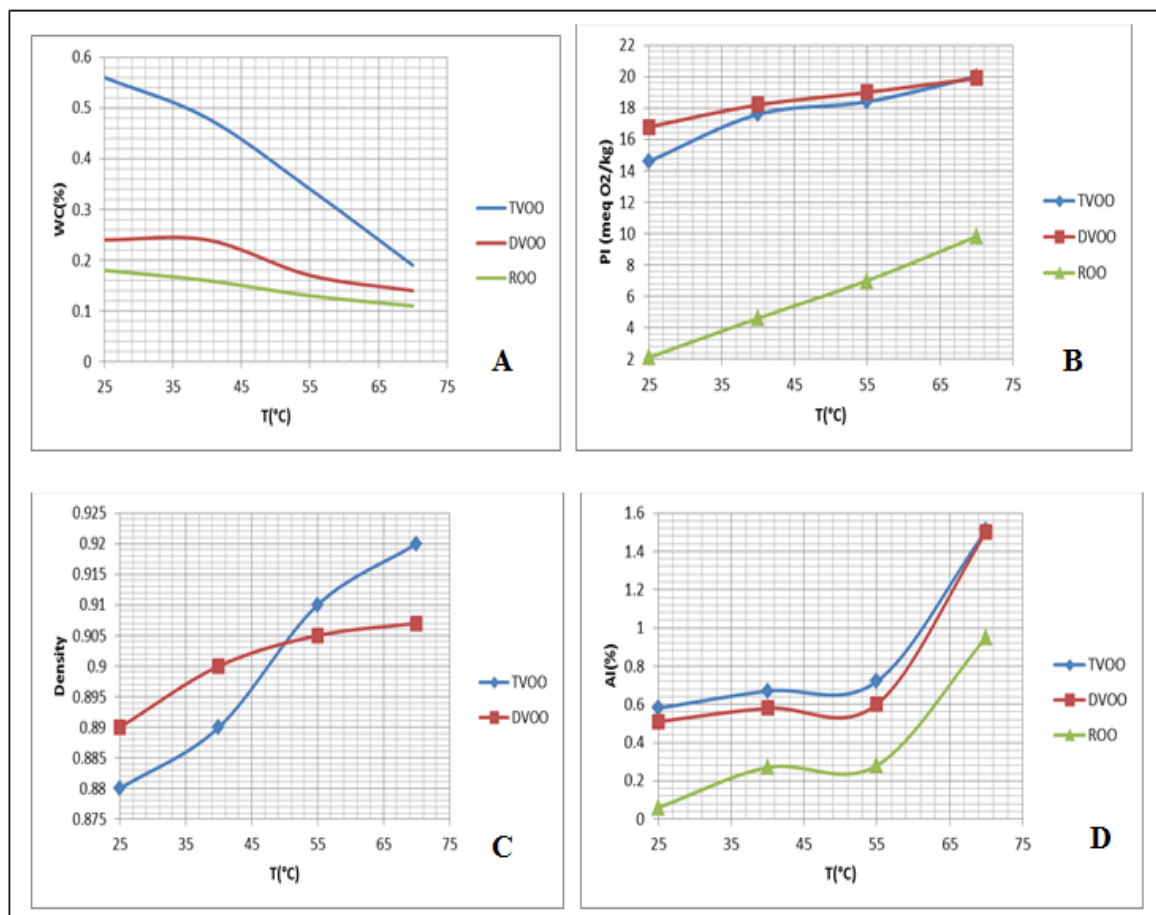 0.6
0.5
0.4
0.3
0.2
0.1
0
WC(%)
25 35 45 55 65 75
T(°C)
TVOO
DVOO
ROO
A
22
20
18
16
14
12
10
8
6
4
2
PI (meq O2/kg)
25 35 45 55 65 75
T(°C)
TVOO
DVOO
ROO
B
0.925
0.92
0.915
0.91
0.905
0.9
0.895
0.89
0.885
0.88
0.875
Density
25 35 45 55 65 75
T(°C)
TVOO
DVOO
C
1.6
1.4
1.2
1
0.8
0.6
0.4
0.2
0
AI(%)
25 35 45 55 65 75
T(°C)
TVOO
DVOO
ROO
D